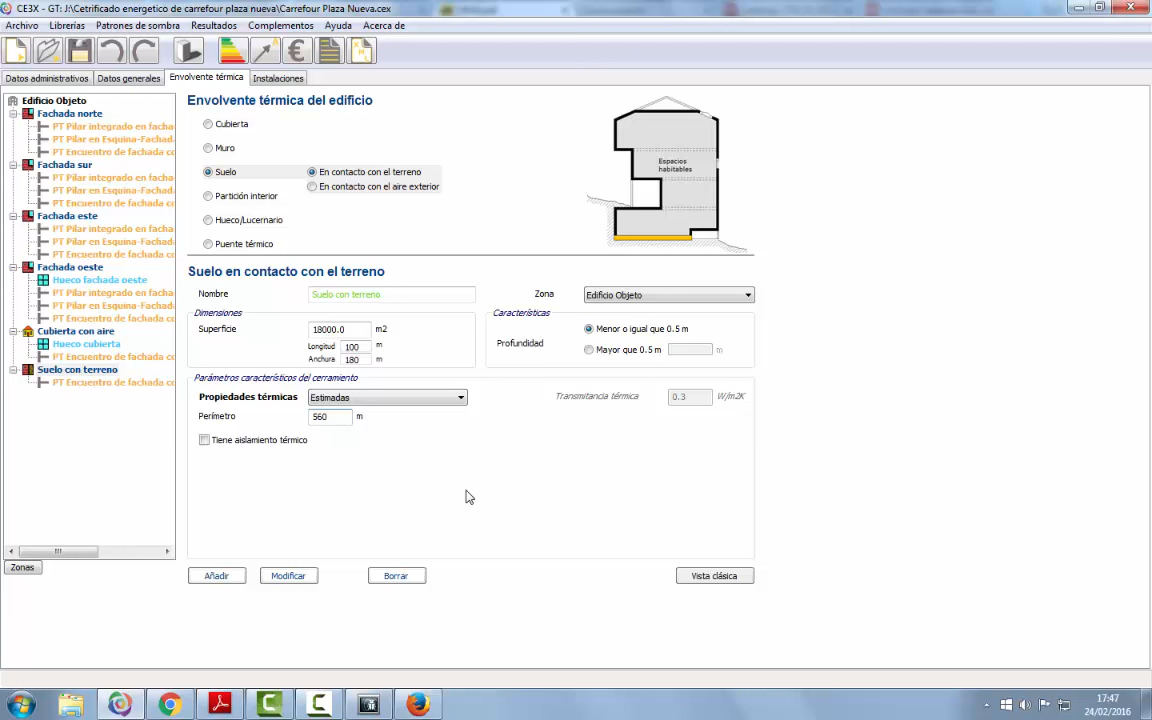 CE3X - GT: J:\Cetrificado energetico de carrefour plaza nueva\Carrefour Plaza Nueva.cex
Archivo Librerías Patrones de sombra Resultados Complementos Ayuda Acerca de
Datos administrativos Datos generales Envolvente térmica Instalaciones
Edificio Objeto
Fachada norte
PT Pilar integrado en facha
PT Pilar en Esquina-Fachad
PT Encuentro de fachada co
Fachada sur
PT Pilar integrado en facha
PT Pilar en Esquina-Fachad
PT Encuentro de fachada co
Fachada este
PT Pilar integrado en facha
PT Pilar en Esquina-Fachad
PT Encuentro de fachada co
Fachada oeste
Hueco fachada oeste
PT Pilar integrado en facha
PT Pilar en Esquina-Fachad
PT Encuentro de fachada co
Cubierta con aire
Hueco cubierta
PT Encuentro de fachada co
Suelo con terreno
PT Encuentro de fachada co
Zonas
Envolvente térmica del edificio
Cubierta
Muro
Suelo
En contacto con el terreno
En contacto con el aire exterior
Partición interior
Hueco/Lucernario
Puente térmico
Espacios
habitables
Suelo en contacto con el terreno
Nombre Suelo con terreno Zona Edificio Objeto
Dimensiones
Superficie 18000.0 m2
Longitud 100 m
Anchura 180 m
Características
Profundidad
Menor o igual que 0.5 m
Mayor que 0.5 m m
Parámetros característicos del cerramiento
Propiedades térmicas Estimadas Transmitancia térmica 0.3 W/m2K
Perímetro 560 m
Tiene aislamiento térmico
Añadir Modificar Borrar Vista clásica
17:47
24/02/2016